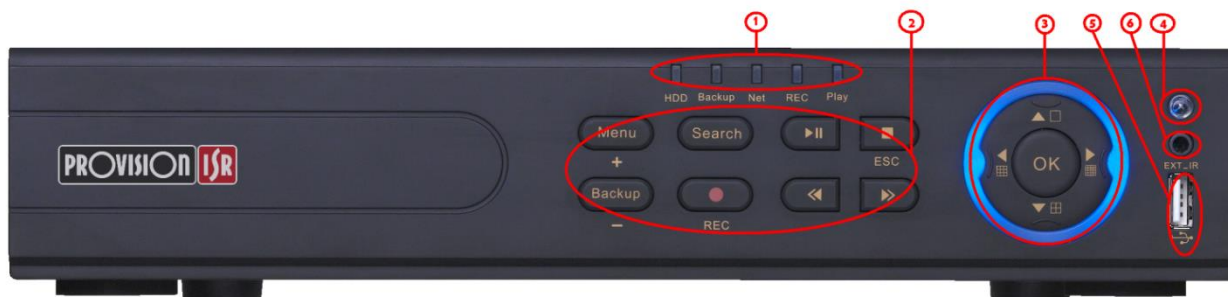 1 2 3 5 6 4
HDD Backup Net REC Play
Menu Search
+ ESC
PROVISION ISR
OK
EXT_IR
Backup
- REC